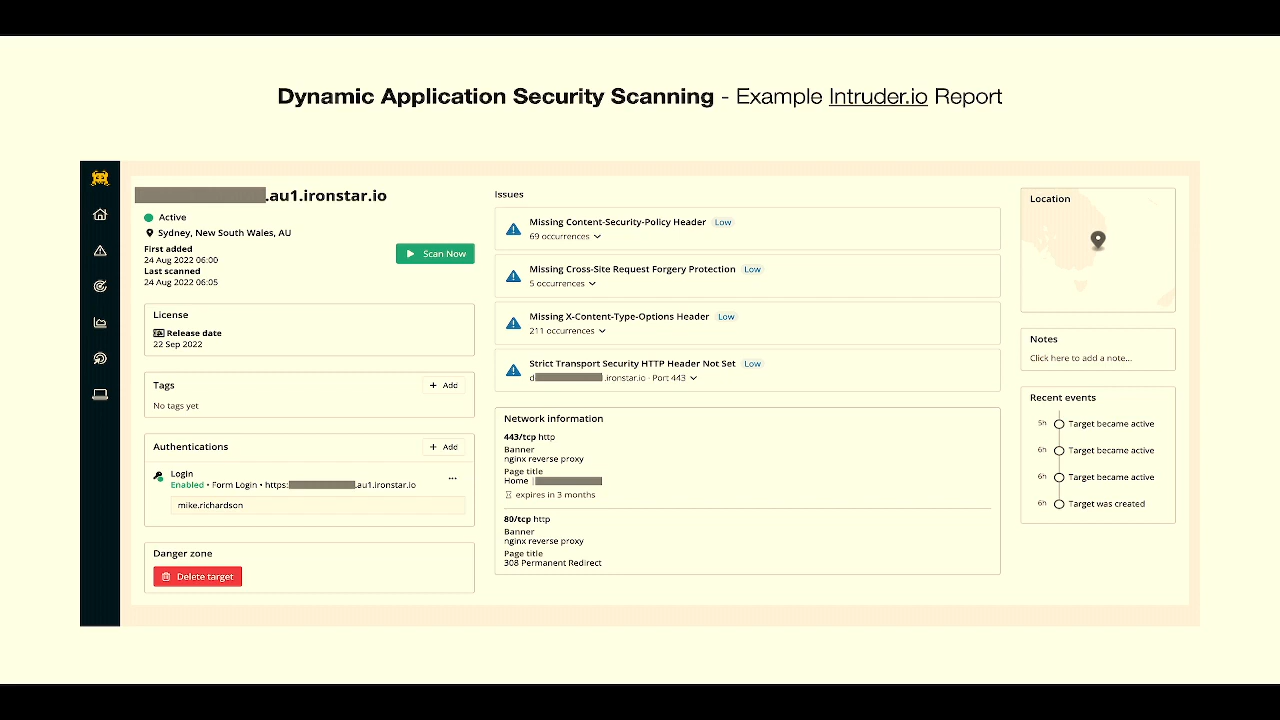 Dynamic Application Security Scanning - Example Intruder.io Report
.au1.ironstar.io
Active
Sydney, New South Wales, AU
First added
24 Aug 2022 06:00
Last scanned
24 Aug 2022 06:05
Scan Now
License
Release date
22 Sep 2022
Tags
+ Add
No tags yet
Authentications
+ Add
Login
Enabled • Form Login • https: .au1.ironstar.io
...
mike.richardson
Danger zone
Delete target
Issues
Missing Content-Security-Policy Header Low
69 occurrences
Missing Cross-Site Request Forgery Protection Low
5 occurrences
Missing X-Content-Type-Options Header Low
211 occurrences
Strict Transport Security HTTP Header Not Set Low
d .ironstar.io · Port 443
Network information
443/tcp http
Banner
nginx reverse proxy
Page title
Home |
expires in 3 months
80/tcp http
Banner
nginx reverse proxy
Page title
308 Permanent Redirect
Location
Notes
Click here to add a note...
Recent events
5h Target became active
6h Target became active
6h Target became active
6h Target was created